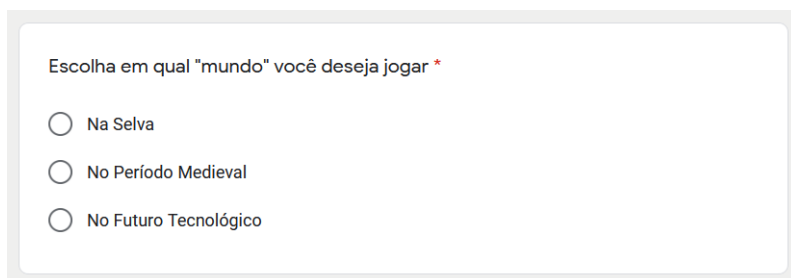 Escolha em qual "mundo" você deseja jogar *
Na Selva
No Período Medieval
No Futuro Tecnológico